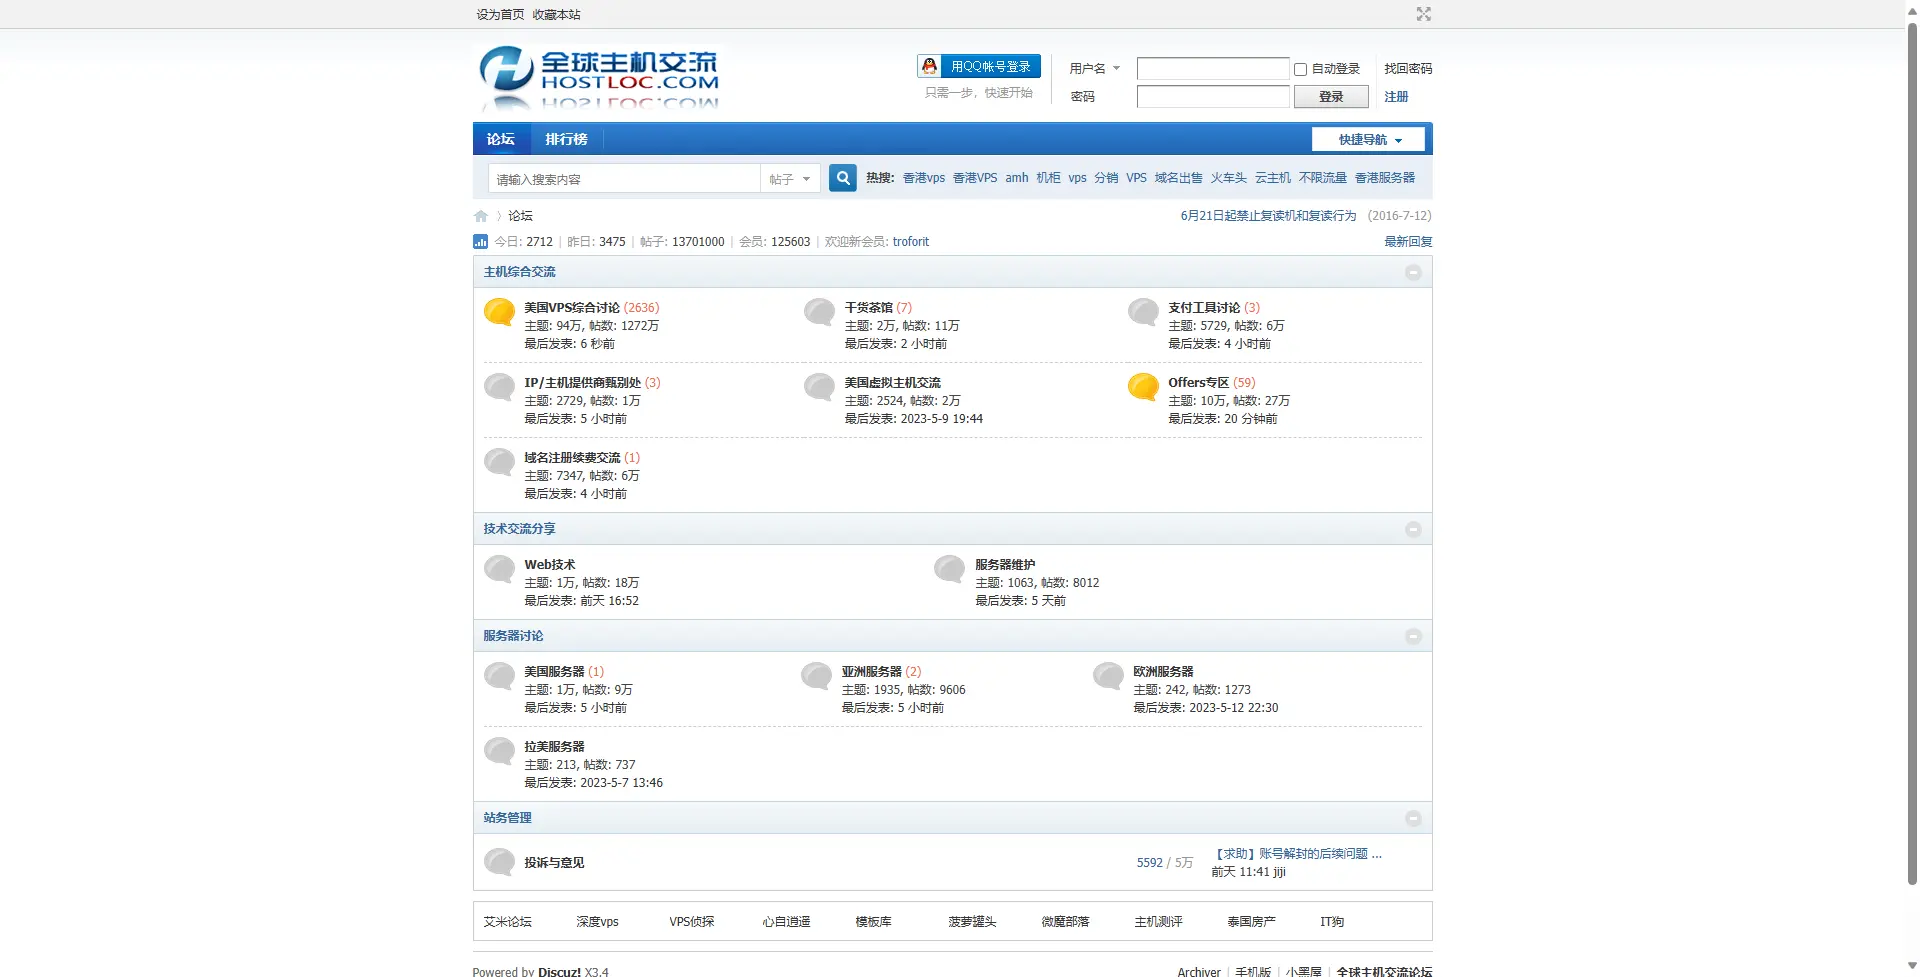 设为首页 收藏本站
全球主机交流
HOSTLOC.COM
用QQ帐号登录
只需一步，快速开始
用户名
自动登录 找回密码
密码
登录 注册
论坛 排行榜 快捷导航
请输入搜索内容 帖子 热搜: 香港vps 香港VPS amh 机柜 vps 分销 VPS 域名出售 火车头 云主机 不限流量 香港服务器
论坛 6月21日起禁止复读机和复读行为 (2016-7-12)
今日: 2712 | 昨日: 3475 | 帖子: 13701000 | 会员: 125603 | 欢迎新会员: troforit 最新回复
主机综合交流
美国VPS综合讨论 (2636)
主题: 94万, 帖数: 1272万
最后发表: 6 秒前
干货茶馆 (7)
主题: 2万, 帖数: 11万
最后发表: 2 小时前
支付工具讨论 (3)
主题: 5729, 帖数: 6万
最后发表: 4 小时前
IP/主机提供商甄别处 (3)
主题: 2729, 帖数: 1万
最后发表: 5 小时前
美国虚拟主机交流
主题: 2524, 帖数: 2万
最后发表: 2023-5-9 19:44
Offers专区 (59)
主题: 10万, 帖数: 27万
最后发表: 20 分钟前
域名注册续费交流 (1)
主题: 7347, 帖数: 6万
最后发表: 4 小时前
技术交流分享
Web技术
主题: 1万, 帖数: 18万
最后发表: 前天 16:52
服务器维护
主题: 1063, 帖数: 8012
最后发表: 5 天前
服务器讨论
美国服务器 (1)
主题: 1万, 帖数: 9万
最后发表: 5 小时前
亚洲服务器 (2)
主题: 1935, 帖数: 9606
最后发表: 5 小时前
欧洲服务器
主题: 242, 帖数: 1273
最后发表: 2023-5-12 22:30
拉美服务器
主题: 213, 帖数: 737
最后发表: 2023-5-7 13:46
站务管理
投诉与意见 5592 / 5万
【求助】账号解封的后续问题 ...
前天 11:41 jiji
艾米论坛 深度vps VPS侦探 心自逍遥 模板库 菠萝罐头 微魔部落 主机测评 泰国房产 IT狗
Powered by Discuz! X3.4 Archiver | 手机版 | 小黑屋 | 全球主机交流论坛